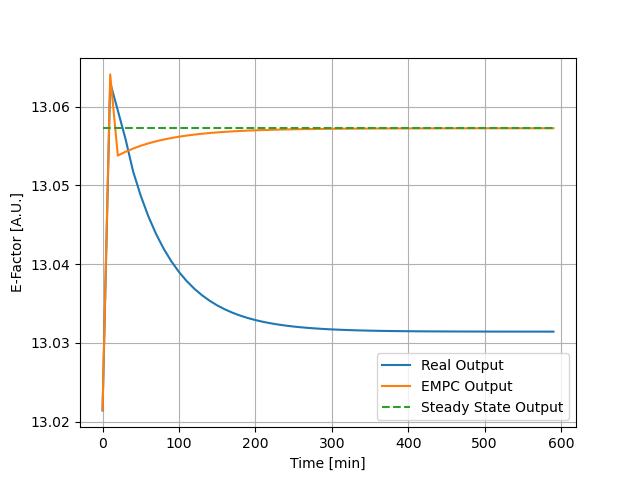 13.06
13.05
13.04
13.03
13.02
E-Factor [A.U.]
0 100 200 300 400 500 600
Time [min]
Real Output
EMPC Output
Steady State Output